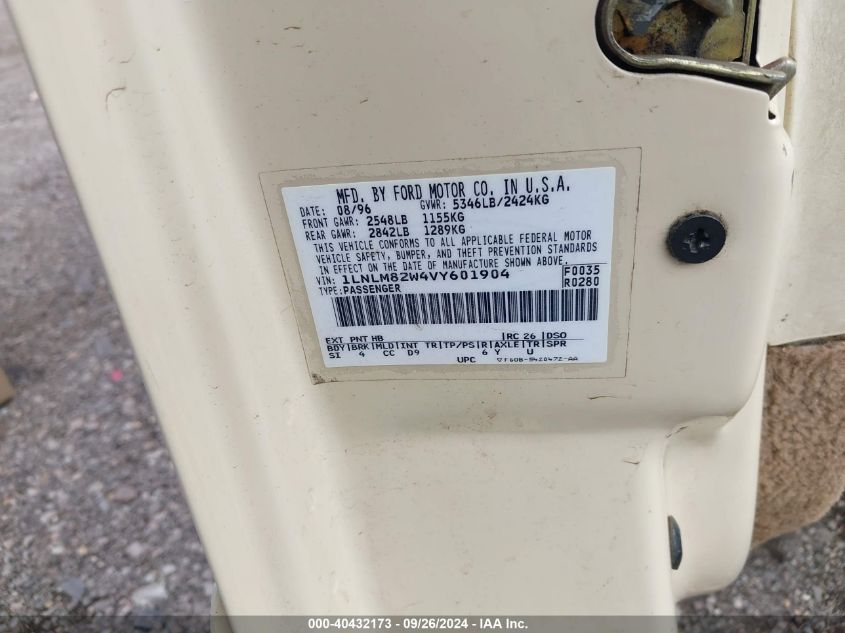 MFD. BY FORD MOTOR CO. IN U.S.A.
DATE: 08/96 GVWR: 5346LB/2424KG
FRONT GAWR: 2548LB 1155KG
REAR GAWR: 2842LB 1289KG
THIS VEHICLE CONFORMS TO ALL APPLICABLE FEDERAL MOTOR
VEHICLE SAFETY, BUMPER, AND THEFT PREVENTION STANDARDS
IN EFFECT ON THE DATE OF MANUFACTURE SHOWN ABOVE.
VIN: 1LNLM82W4VY601904 F0035
TYPE: PASSENGER R0280
EXT PNT HB RC 26 DSO
BDY BRK MLD INT TR TP/PS R AXLE TR SPR
SI 4 CC D9 6 Y U
UPC
000-40432173 - 09/26/2024 - IAA Inc.